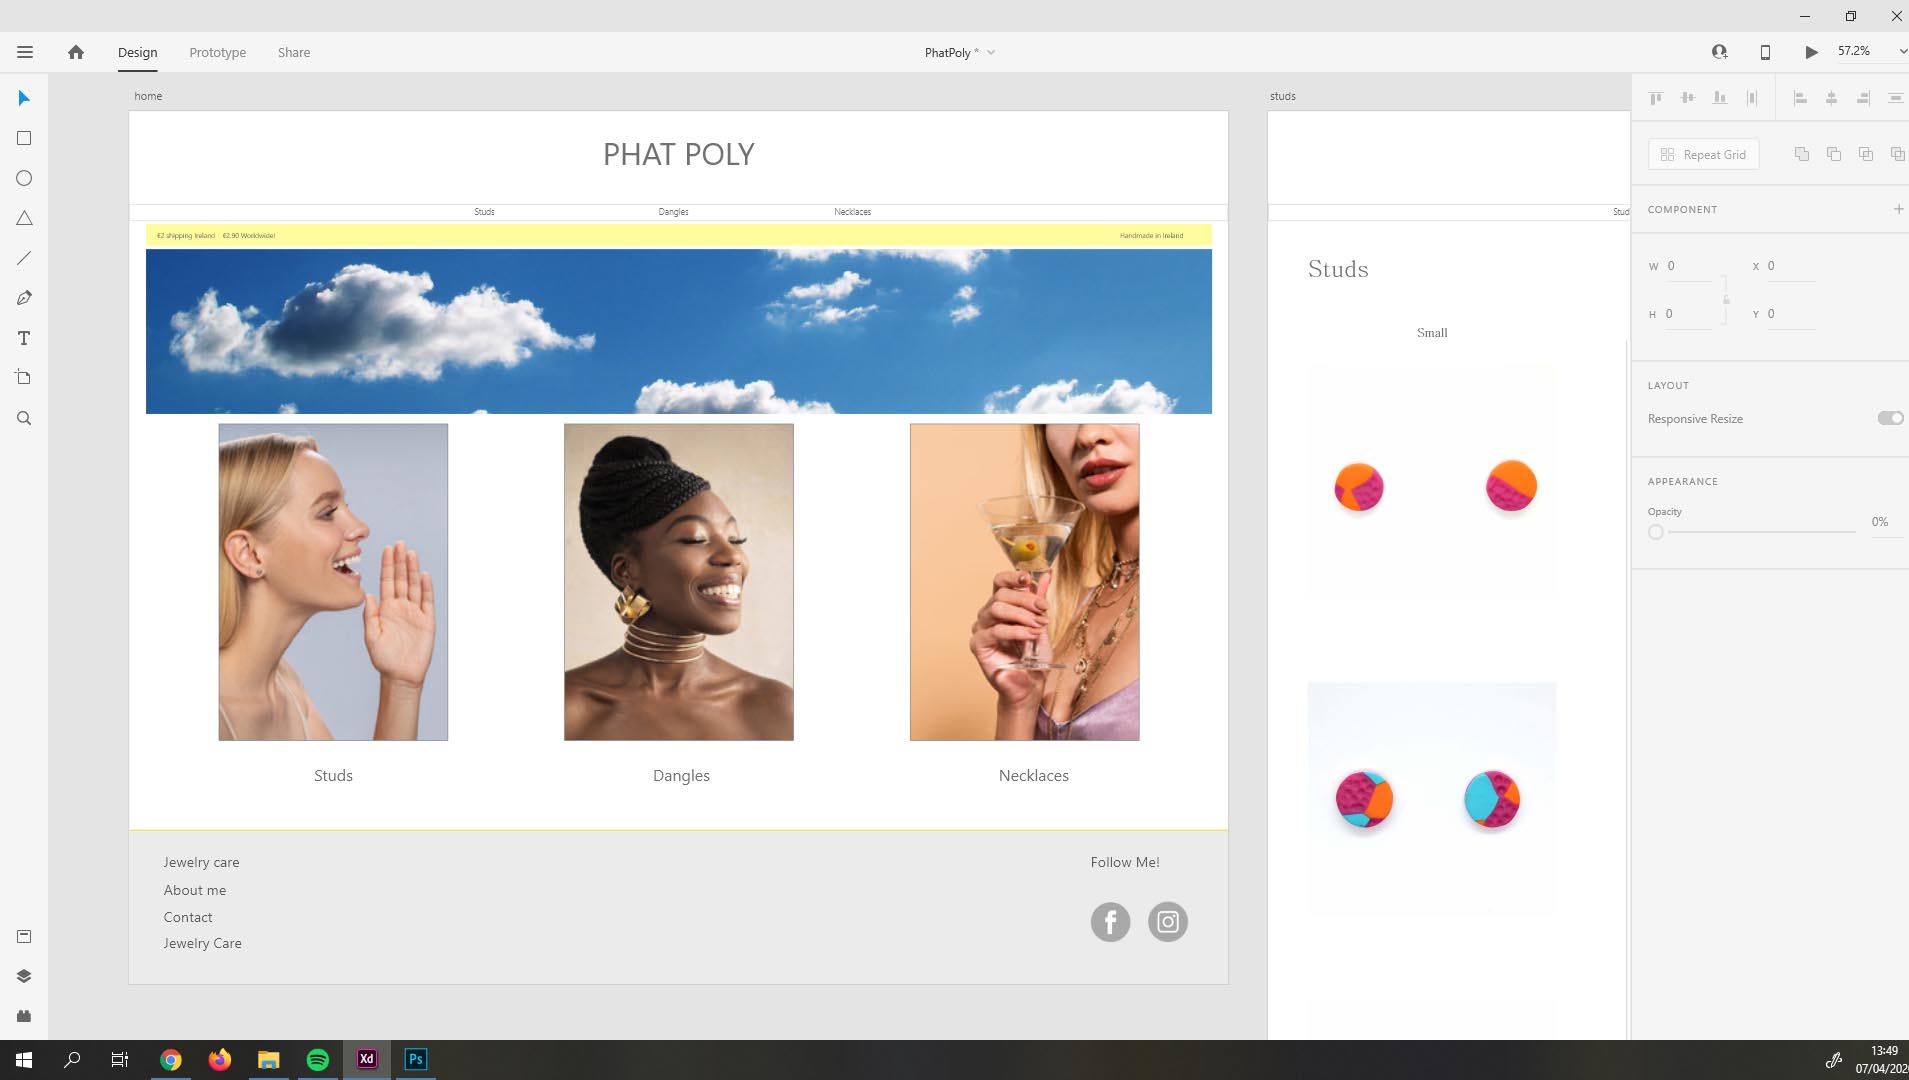 Design Prototype Share PhatPoly * 57.2%
home
PHAT POLY
Studs Dangles Necklaces
€2 shipping Ireland €2.90 Worldwide! Handmade in Ireland
Studs Dangles Necklaces
Jewelry care
About me
Contact
Jewelry Care
Follow Me!
studs
Stud
Studs
Small
Repeat Grid
COMPONENT
W 0 X 0
H 0 Y 0
LAYOUT
Responsive Resize
APPEARANCE
Opacity
0%
Xd Ps
13:49
07/04/202